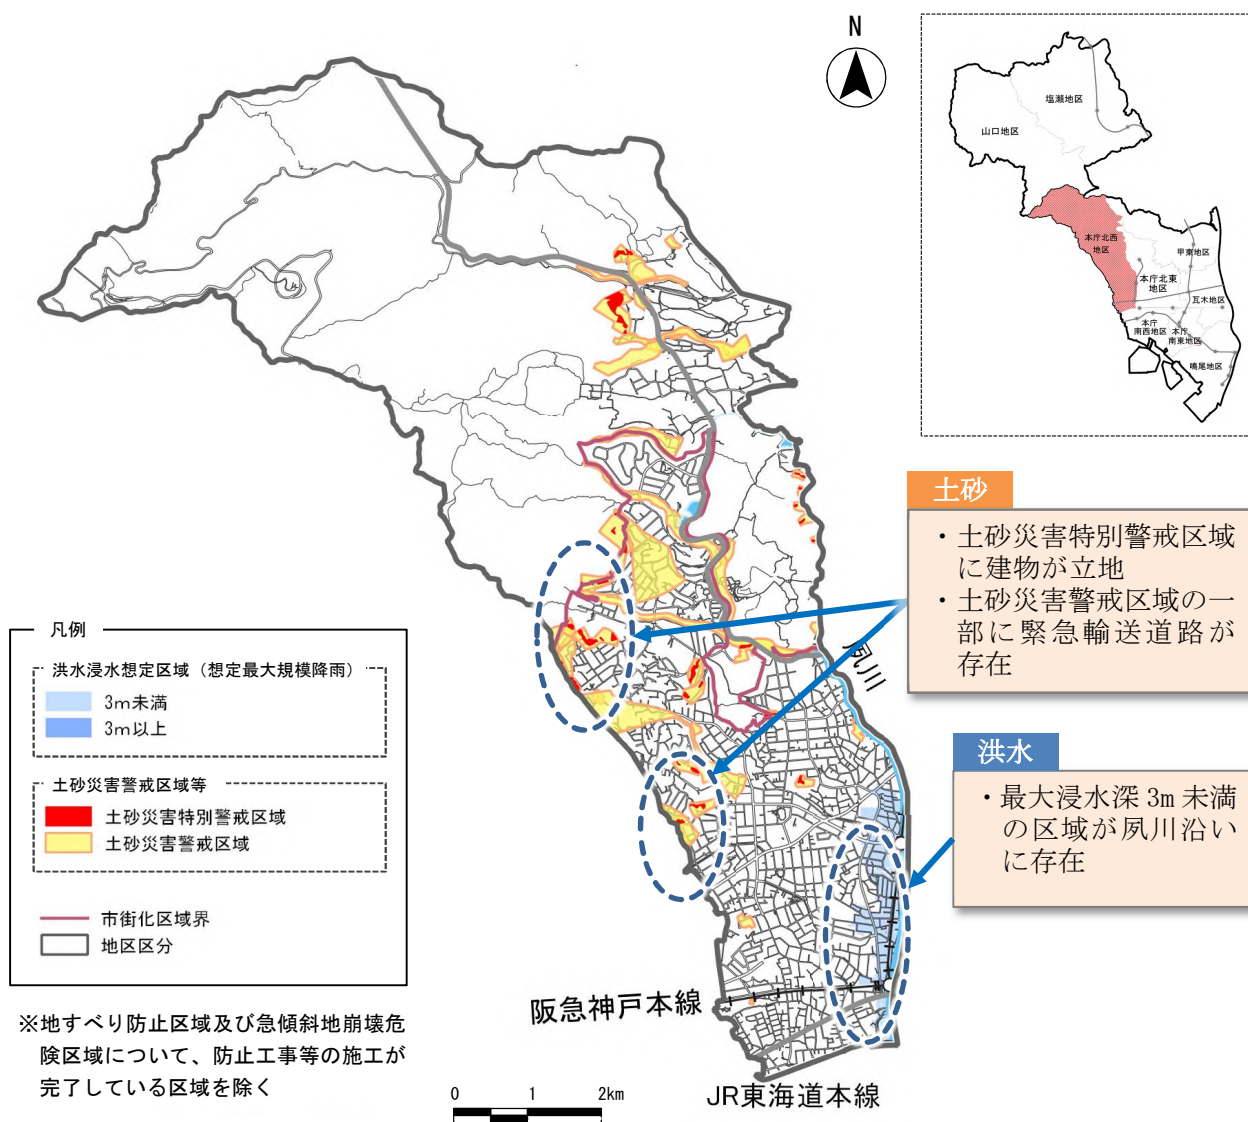 N
塩瀬地区
山口地区
本庁北西
地区
甲東地区
本庁北東
地区
瓦木地区
本庁
南西地区
本庁
南東地区
鳴尾地区
土砂
・土砂災害特別警戒区域
に建物が立地
・土砂災害警戒区域の一
部に緊急輸送道路が
存在
夙川
洪水
・最大浸水深 3m 未満
の区域が夙川沿い
に存在
凡例
洪水浸水想定区域（想定最大規模降雨）
3m未満
3m以上
土砂災害警戒区域等
土砂災害特別警戒区域
土砂災害警戒区域
市街化区域界
地区区分
※地すべり防止区域及び急傾斜地崩壊危
険区域について、防止工事等の施工が
完了している区域を除く
阪急神戸本線
JR東海道本線
0 1 2km